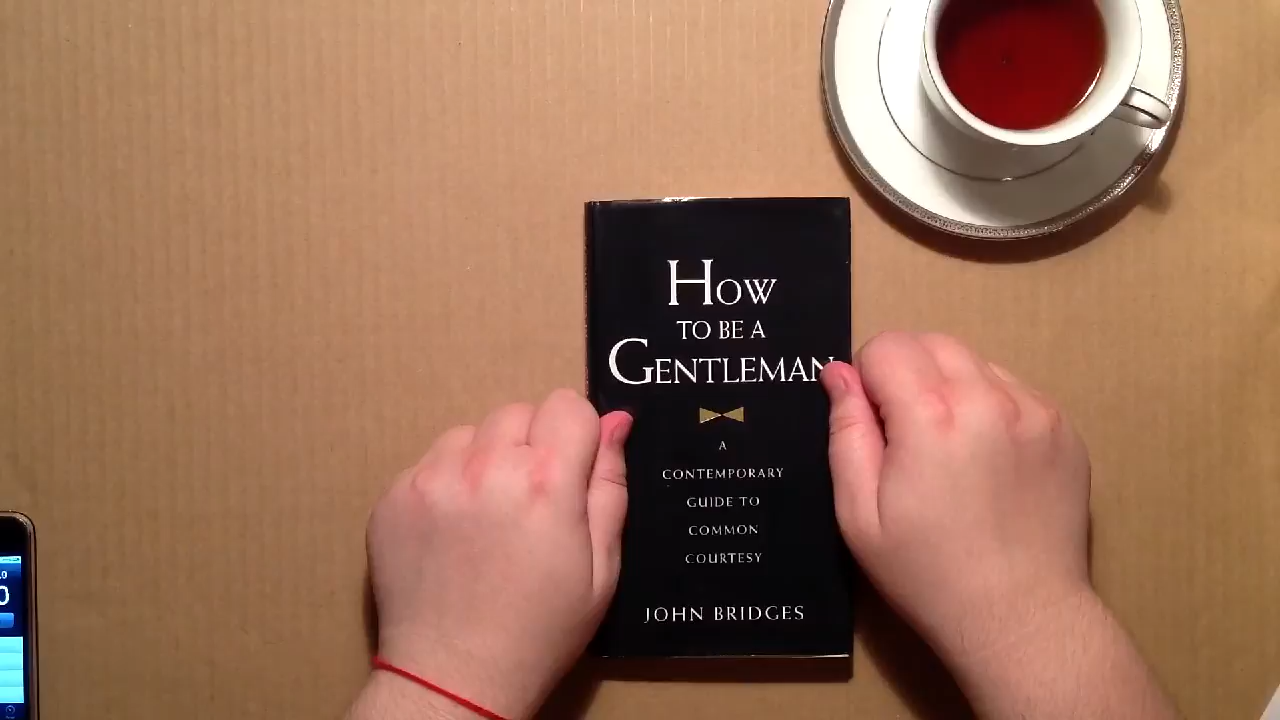 How
TO BE A
GENTLEMAN
A
CONTEMPORARY
GUIDE TO
COMMON
COURTESY
JOHN BRIDGES